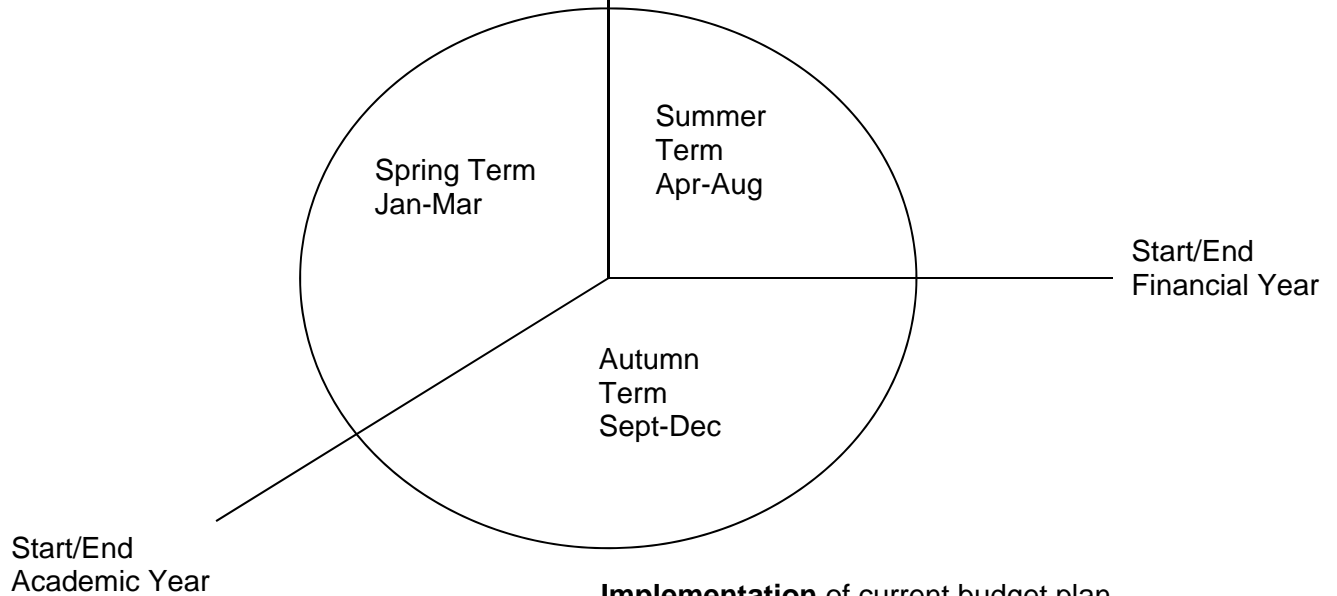 Summer
Term
Apr-Aug
Spring Term
Jan-Mar
Start/End
Financial Year
Autumn
Term
Sept-Dec
Start/End
Academic Year
Implementation of current budget plan